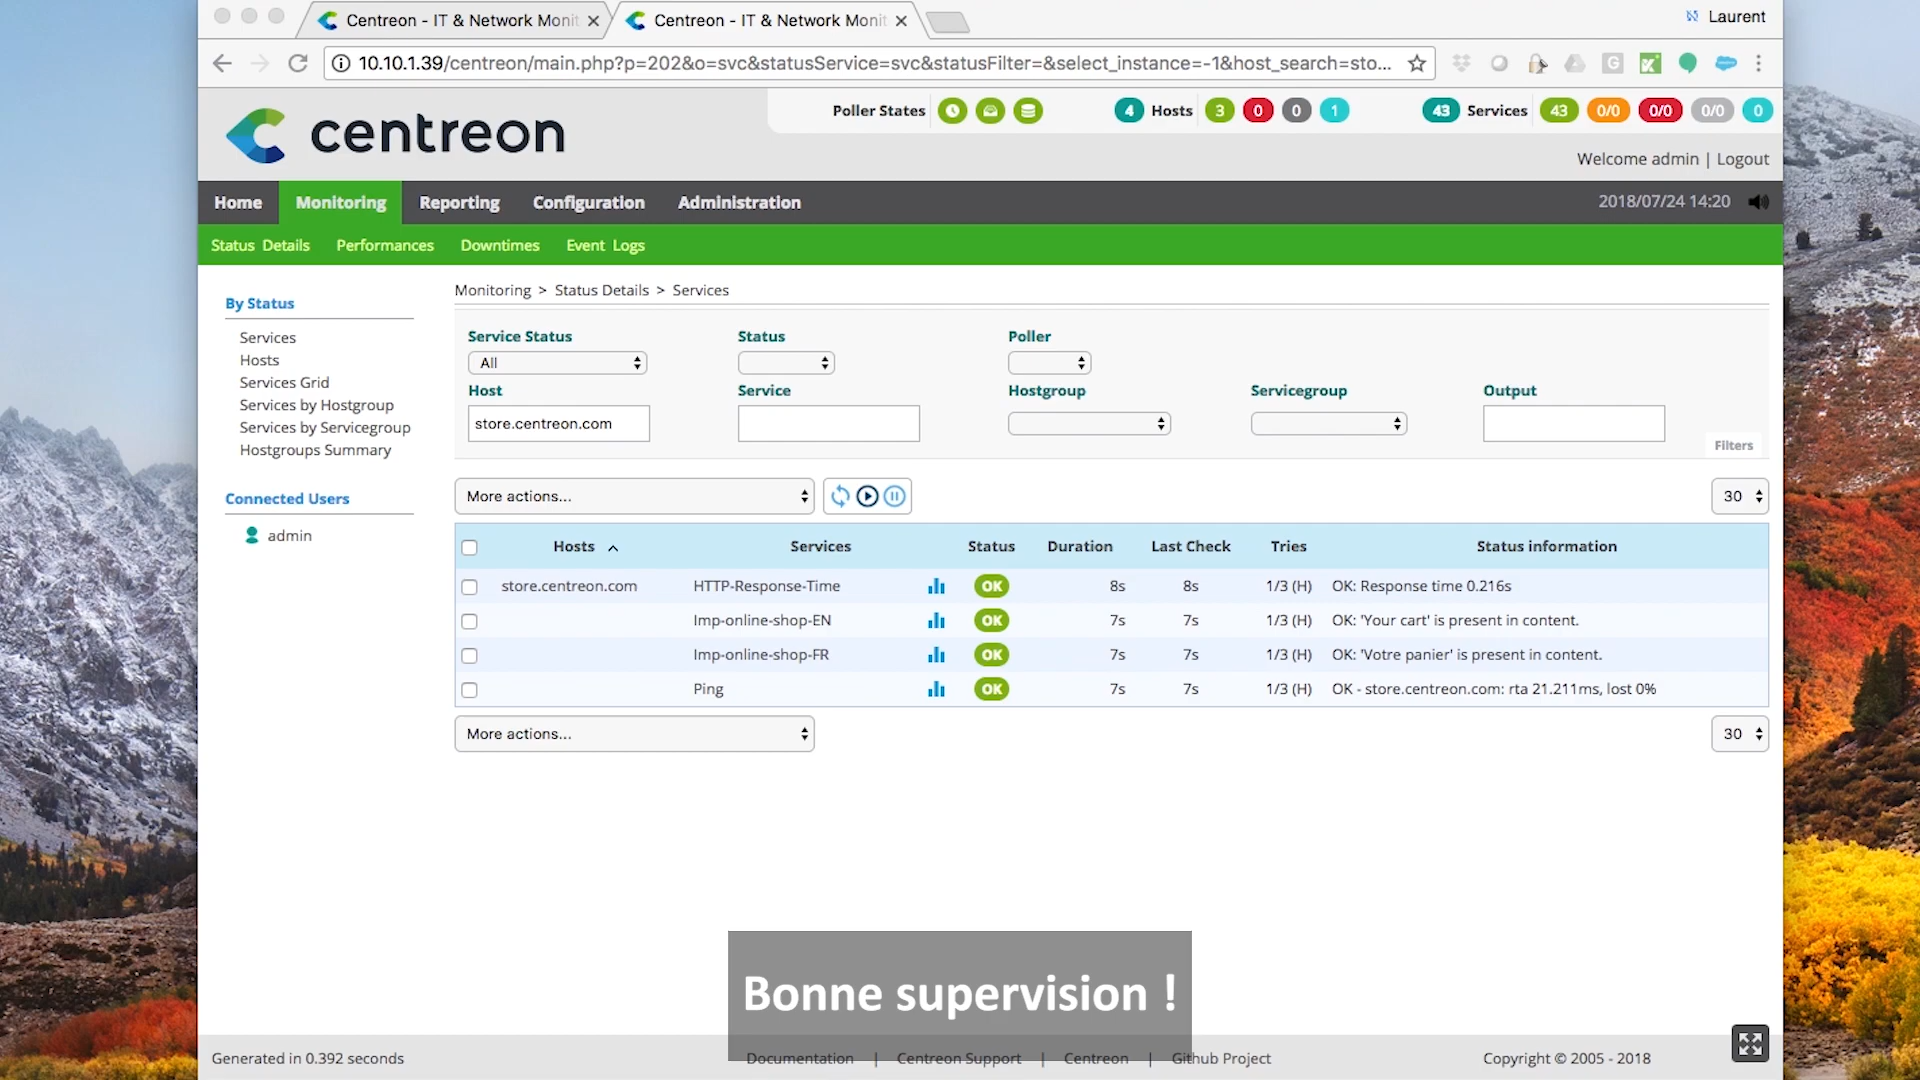 Centreon - IT & Network Monit
Centreon - IT & Network Monit
Laurent
10.10.1.39/centreon/main.php?p=202&o=svc&statusService=svc&statusFilter=&select_instance=-1&host_search=sto...
centreon
Poller States
4 Hosts 3 0 0 1
43 Services 43 0/0 0/0 0/0 0
Welcome admin | Logout
Home Monitoring Reporting Configuration Administration
2018/07/24 14:20
Status Details Performances Downtimes Event Logs
By Status
Services
Hosts
Services Grid
Services by Hostgroup
Services by Servicegroup
Hostgroups Summary
Connected Users
admin
Monitoring > Status Details > Services
Service Status Status Poller
All
Host Service Hostgroup Servicegroup Output
store.centreon.com
Filters
More actions...
30
Hosts Services Status Duration Last Check Tries Status information
store.centreon.com HTTP-Response-Time OK 8s 8s 1/3 (H) OK: Response time 0.216s
Imp-online-shop-EN OK 7s 7s 1/3 (H) OK: 'Your cart' is present in content.
Imp-online-shop-FR OK 7s 7s 1/3 (H) OK: 'Votre panier' is present in content.
Ping OK 7s 7s 1/3 (H) OK - store.centreon.com: rta 21.211ms, lost 0%
More actions...
30
Bonne supervision !
Generated in 0.392 seconds
Documentation | Centreon Support | Centreon | Github Project
Copyright © 2005 - 2018